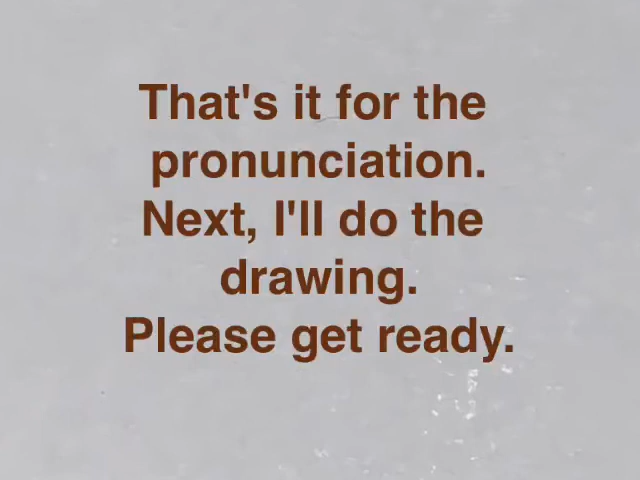 That's it for the
pronunciation.
Next, I'll do the
drawing.
Please get ready.